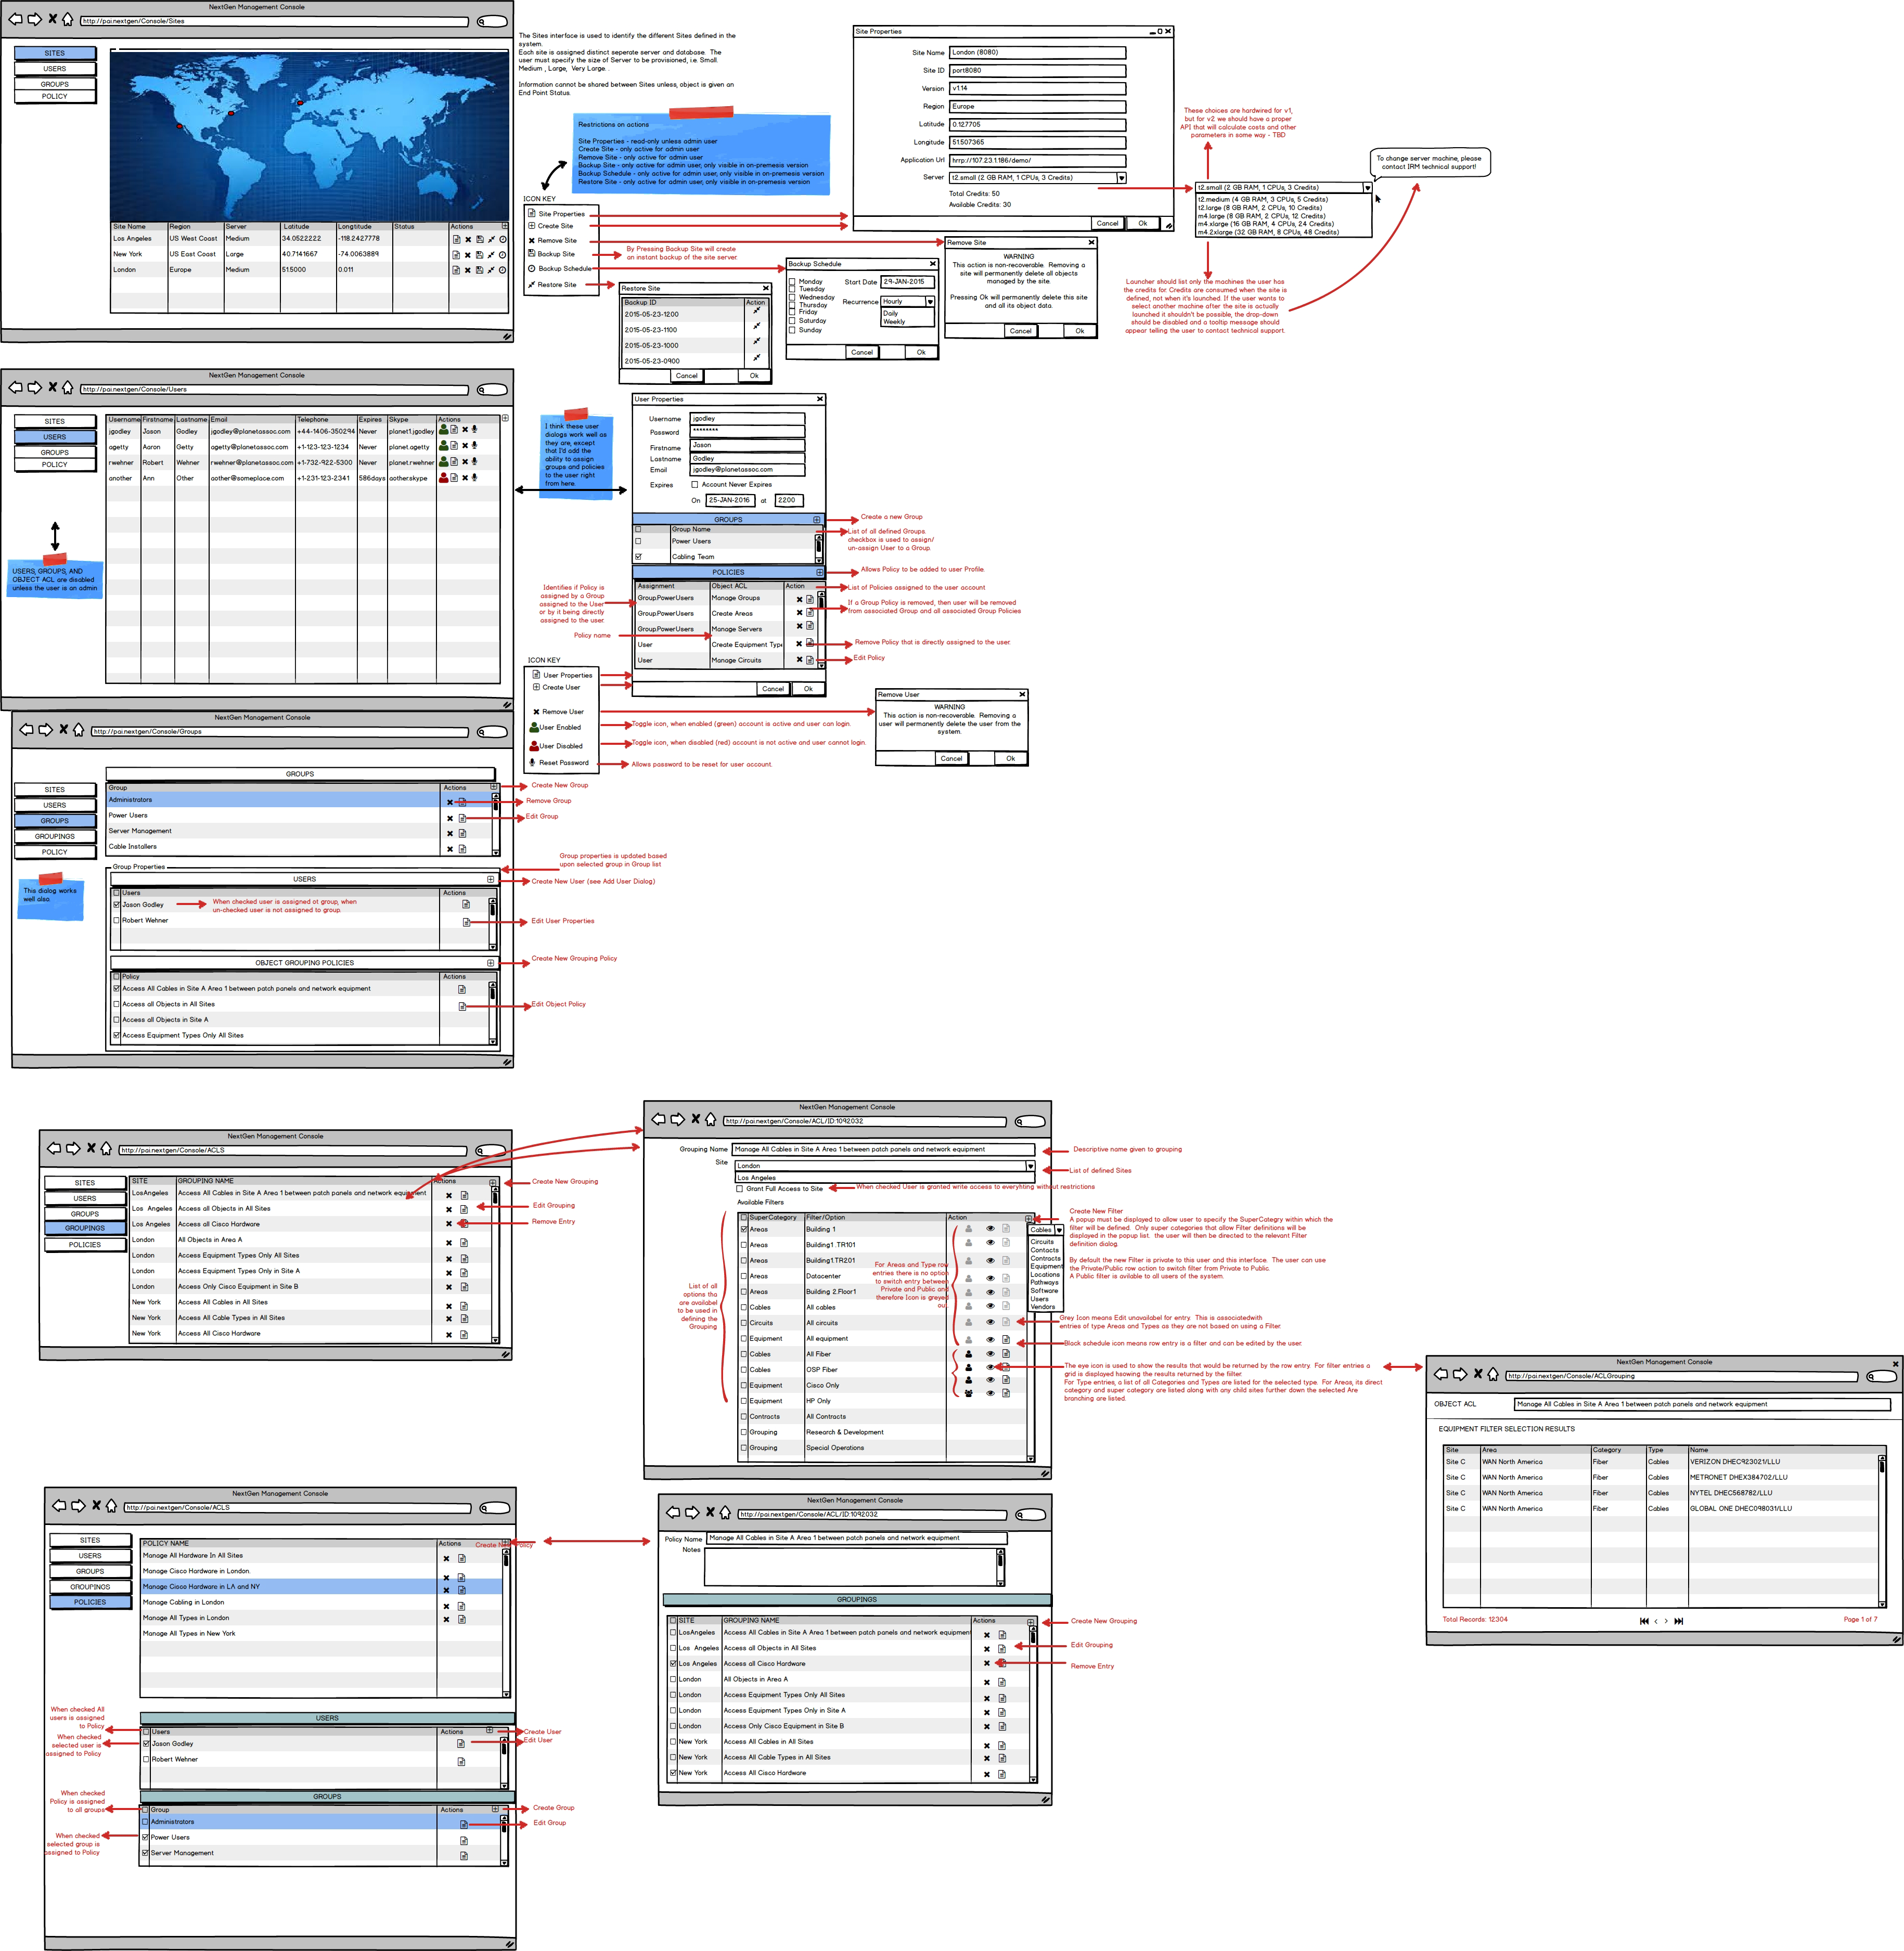 NextGen Management Console
http://pai.nextgen/Console/Sites
SITES
USERS
GROUPS
POLICY
Site Name Region Server Latitude Longtitude Status Actions
Los Angeles US West Coast Medium 34.0522222 -118.2427778
New York US East Coast Large 40.7141667 -74.0063889
London Europe Medium 51.5000 0.011
The Sites interface is used to identify the different Sites defined in the
system.
Each site is assigned distinct seperate server and database. The
user must specify the size of Server to be provisioned, i.e. Small.
Medium , Large, Very Large. .
Information cannot be shared between Sites unless, object is given an
End Point Status.
Restrictions on actions
Site Properties - read-only unless admin user
Create Site - only active for admin user
Remove Site - only active for admin user
Backup Site - only active for admin user, only visible in on-premesis version
Backup Schedule - only active for admin user, only visible in on-premesis version
Restore Site - only active for admin user, only visible in on-premesis version
ICON KEY
Site Properties
Create Site
Remove Site
Backup Site
Backup Schedule
Restore Site
By Pressing Backup Site will create
an instant backup of the site server.
Site Properties
Site Name London (8080)
Site ID port8080
Version v1.14
Region Europe
Latitude 0.127705
Longitude 51.507365
Application Url hrrp://107.23.1.186/demo/
Server t2.small (2 GB RAM, 1 CPUs, 3 Credits)
Total Credits: 50
Available Credits: 30
Cancel Ok
These choices are hardwired for v1,
but for v2 we should have a proper
API that will calculate costs and other
parameters in some way - TBD
To change server machine, please
contact IRM technical support!
t2.small (2 GB RAM, 1 CPUs, 3 Credits)
t2.medium (4 GB RAM, 3 CPUs, 5 Credits)
t2.large (8 GB RAM, 2 CPUs, 10 Credits)
m4.large (8 GB RAM, 2 CPUs, 12 Credits)
m4.xlarge (16 GB RAM, 4 CPUs, 24 Credits)
m4.2xlarge (32 GB RAM, 8 CPUs, 48 Credits)
Launcher should list only the machines the user has
the credits for. Credits are consumed when the site is
defined, not when it's launched. If the user wants to
select another machine after the site is actually
launched it shouldn't be possible, the drop-down
should be disabled and a tooltip message should
appear telling the user to contact technical support.
Remove Site
WARNING
This action is non-recoverable. Removing a
site will permanently delete all objects
managed by the site.
Pressing Ok will permanently delete this site
and all its object data.
Cancel Ok
Backup Schedule
Monday
Tuesday
Wednesday
Thursday
Friday
Saturday
Sunday
Start Date 29-JAN-2015
Recurrence Hourly
Daily
Weekly
Cancel Ok
Restore Site
Backup ID Action
2015-05-23-1200
2015-05-23-1100
2015-05-23-1000
2015-05-23-0900
Cancel Ok
NextGen Management Console
http://pai.nextgen/Console/Users
SITES
USERS
GROUPS
POLICY
Username Firstname Lastname Email Telephone Expires Skype Actions
jgodley Jason Godley jgodley@planetassoc.com +44-1406-350294 Never planet1.jgodley
agetty Aaron Getty agetty@planetassoc.com +1-123-123-1234 Never planet.agetty
rwehner Robert Wehner rwehner@planetassoc.com +1-732-922-5300 Never planet.rwehner
another Ann Other aother@someplace.com +1-231-123-2341 586days aother.skype
USERS, GROUPS, AND
OBJECT ACL are disabled
unless the user is an admin
I think these user
dialogs work well as
they are, except
that I'd add the
ability to assign
groups and policies
to the user right
from here.
User Properties
Username jgodley
Password ********
Firstname Jason
Lastname Godley
Email jgodley@planetassoc.com
Expires Account Never Expires
On 25-JAN-2016 at 22:00
GROUPS
Group Name
Power Users
Cabling Team
POLICIES
Assignment Object ACL Action
Group.PowerUsers Manage Groups
Group.PowerUsers Create Areas
Group.PowerUsers Manage Servers
User Create Equipment Type
User Manage Circuits
Cancel Ok
Create a new Group
List of all defined Groups.
checkbox is used to assign/
un-assign User to a Group.
Allows Policy to be added to user Profile.
List of Policies assigned to the user account
If a Group Policy is removed, then user will be removed
from associated Group and all associated Group Policies
Remove Policy that is directly assigned to the user.
Edit Policy
Identifies if Policy is
assigned by a Group
assigned to the User
or by it being directly
assigned to the user.
Policy name
ICON KEY
User Properties
Create User
Remove User
User Enabled
User Disabled
Reset Password
Toggle icon, when enabled (green) account is active and user can login.
Toggle icon, when disabled (red) account is not active and user cannot login.
Allows password to be reset for user account.
Remove User
WARNING
This action is non-recoverable. Removing a
user will permanently delete the user from the
system.
Cancel Ok
NextGen Management Console
http://pai.nextgen/Console/Groups
SITES
USERS
GROUPS
GROUPINGS
POLICY
This dialog works
well also.
GROUPS
Group Actions
Administrators
Power Users
Server Management
Cable Installers
Create New Group
Remove Group
Edit Group
Group properties is updated based
upon selected group in Group list
Group Properties
USERS
Users Actions
Jason Godley
Robert Wehner
When checked user is assigned ot group, when
un-checked user is not assigned to group.
Create New User (see Add User Dialog)
Edit User Properties
OBJECT GROUPING POLICIES
Policy Actions
Access All Cables in Site A Area 1 between patch panels and network equipment
Access all Objects in All Sites
Access all Objects in Site A
Access Equipment Types Only All Sites
Create New Grouping Policy
Edit Object Policy
NextGen Management Console
http://pai.nextgen/Console/ACLS
SITES
USERS
GROUPS
GROUPINGS
POLICIES
SITE GROUPING NAME Actions
LosAngeles Access All Cables in Site A Area 1 between patch panels and network equipment
Los Angeles Access all Objects in All Sites
Los Angeles Access all Cisco Hardware
London All Objects in Area A
London Access Equipment Types Only All Sites
London Access Equipment Types Only in Site A
London Access Only Cisco Equipment in Site B
New York Access All Cables in All Sites
New York Access All Cable Types in All Sites
New York Access All Cisco Hardware
Create New Grouping
Edit Grouping
Remove Entry
NextGen Management Console
http://pai.nextgen/Console/ACL/ID:1092032
Grouping Name Manage All Cables in Site A Area 1 between patch panels and network equipment
Site London
Los Angeles
Grant Full Access to Site
Available Filters
SuperCategory Filter/Option Action
Areas Building 1
Areas Building1.TR101
Areas Building1.TR201
Areas Datacenter
Areas Building 2.Floor1
Cables All cables
Circuits All circuits
Equipment All equipment
Cables All Fiber
Cables OSP Fiber
Equipment Cisco Only
Equipment HP Only
Contracts All Contracts
Grouping Research & Development
Grouping Special Operations
List of all
options tha
are availabel
to be used in
defining the
Grouping
For Areas and Type row
entries there is no option
to switch entry between
Private and Public and
therefore Icon is greyed
out.
Cables
Circuits
Contacts
Contracts
Equipment
Locations
Pathways
Software
Users
Vendors
Descriptive name given to grouping
List of defined Sites
When checked User is granted write access to everyhting without restrictions
Create New Filter
A popup must be displayed to allow user to specify the SuperCategry within which the
filter will be defined. Only super categories that allow Filter definitions will be
displayed in the popup list. the user will then be directed to the relevant Filter
definition dialog.
By default the new Filter is private to this user and this interface. The user can use
the Private/Public row action to switch filter from Private to Public.
A Public filter is avilable to all users of the system.
Grey Icon means Edit unavailabel for entry. This is associatedwith
entries of type Areas and Types as they are not based on using a Filter.
Black schedule icon means row entry is a filter and can be edited by the user.
The eye icon is used to show the results that would be returned by the row entry. For filter entries a
grid is displayed hsowing the results returned by the filter.
For Type entries, a list of all Categories and Types are listed for the selected type. For Areas, its direct
category and super category are listed along with any child sites further down the selected Are
branching are listed.
NextGen Management Console
http://pai.nextgen/Console/ACLGrouping
OBJECT ACL Manage All Cables in Site A Area 1 between patch panels and network equipment
EQUIPMENT FILTER SELECTION RESULTS
Site Area Category Type Name
Site C WAN North America Fiber Cables VERIZON DHEC923021/LLU
Site C WAN North America Fiber Cables METRONET DHEX384702/LLU
Site C WAN North America Fiber Cables NYTEL DHEC568782/LLU
Site C WAN North America Fiber Cables GLOBAL ONE DHEC098031/LLU
Total Records: 12304
Page 1 of 7
NextGen Management Console
http://pai.nextgen/Console/ACLS
SITES
USERS
GROUPS
GROUPINGS
POLICIES
POLICY NAME Actions
Create New Policy
Manage All Hardware In All Sites
Manage Cisco Hardware in London.
Manage Cisco Hardware in LA and NY
Manage Cabling in London
Manage All Types in London
Manage All Types in New York
USERS
Users Actions
Jason Godley
Robert Wehner
When checked All
users is assigned
to Policy
When checked
selected user is
assigned to Policy
Create User
Edit User
GROUPS
Group Actions
Administrators
Power Users
Server Management
When checked
Policy is assigned
to all groups
When checked
selected group is
assigned to Policy
Create Group
Edit Group
NextGen Management Console
http://pai.nextgen/Console/ACL/ID:1092032
Policy Name Manage All Cables in Site A Area 1 between patch panels and network equipment
Notes
GROUPINGS
SITE GROUPING NAME Actions
LosAngeles Access All Cables in Site A Area 1 between patch panels and network equipment
Los Angeles Access all Objects in All Sites
Los Angeles Access all Cisco Hardware
London All Objects in Area A
London Access Equipment Types Only All Sites
London Access Equipment Types Only in Site A
London Access Only Cisco Equipment in Site B
New York Access All Cables in All Sites
New York Access All Cable Types in All Sites
New York Access All Cisco Hardware
Create New Grouping
Edit Grouping
Remove Entry